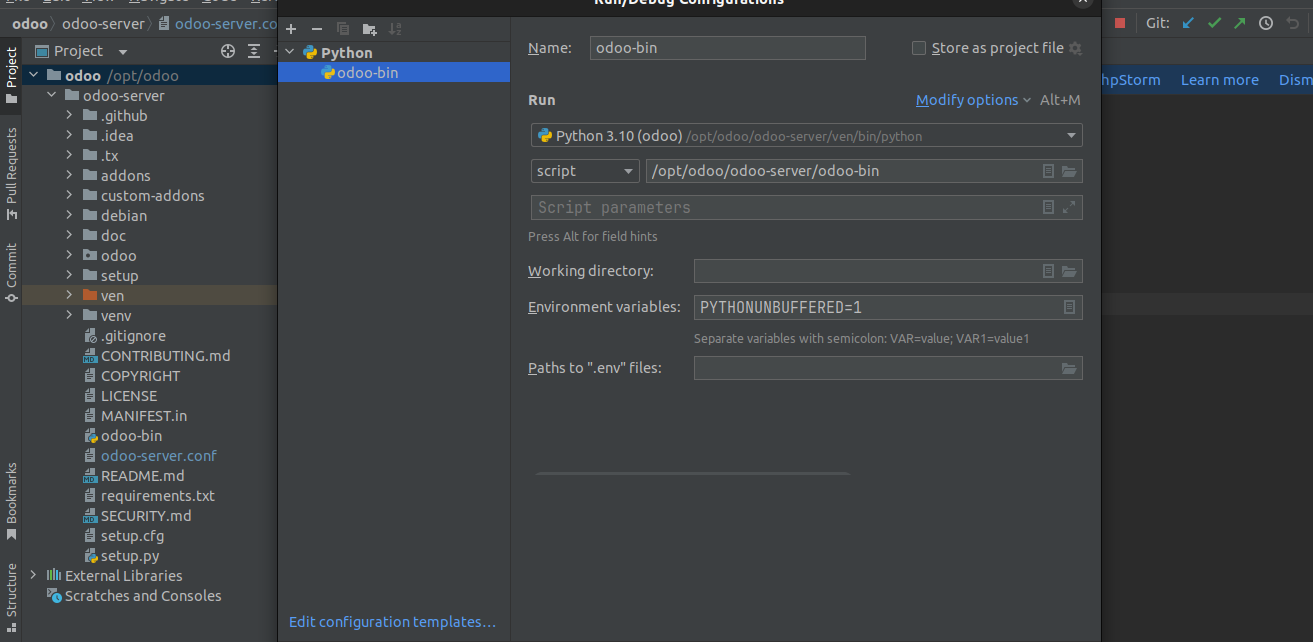 Run/Debug Configurations
odoo odoo-server odoo-server.co
Git:
Project
odoo /opt/odoo
odoo-server
.github
.idea
.tx
addons
custom-addons
debian
doc
odoo
setup
ven
venv
.gitignore
CONTRIBUTING.md
COPYRIGHT
LICENSE
MANIFEST.in
odoo-bin
odoo-server.conf
README.md
requirements.txt
SECURITY.md
setup.cfg
setup.py
External Libraries
Scratches and Consoles
Project
Pull Requests
Commit
Bookmarks
Structure
Python
odoo-bin
Edit configuration templates...
Name: odoo-bin
Store as project file
Run
Modify options Alt+M
Python 3.10 (odoo) /opt/odoo/odoo-server/ven/bin/python
script /opt/odoo/odoo-server/odoo-bin
Script parameters
Press Alt for field hints
Working directory:
Environment variables: PYTHONUNBUFFERED=1
Separate variables with semicolon: VAR=value; VAR1=value1
Paths to ".env" files:
hpStorm Learn more Dism